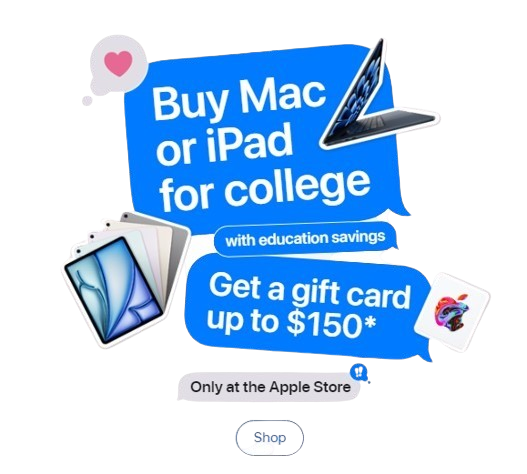 Buy Mac
or iPad
for college
with education savings
Get a gift card
up to $150*
Only at the Apple Store
!!
Shop